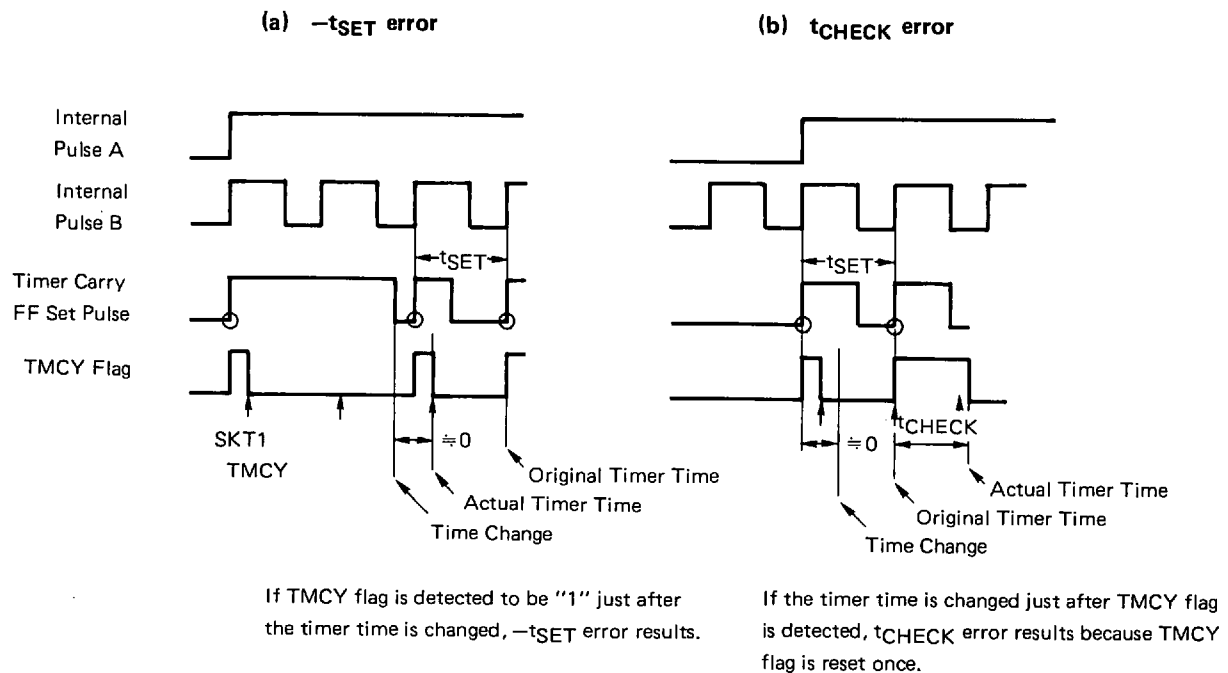 (a) —tSET error
(b) tCHECK error
Internal
Pulse A
Internal
Pulse B
tSET
tSET
Timer Carry
FF Set Pulse
TMCY Flag
SKT1
TMCY
≒0
Original Timer Time
Actual Timer Time
Time Change
≒0
tCHECK
Actual Timer Time
Original Timer Time
Time Change
If TMCY flag is detected to be "1" just after
the timer time is changed, —tSET error results.
If the timer time is changed just after TMCY flag
is detected, tCHECK error results because TMCY
flag is reset once.